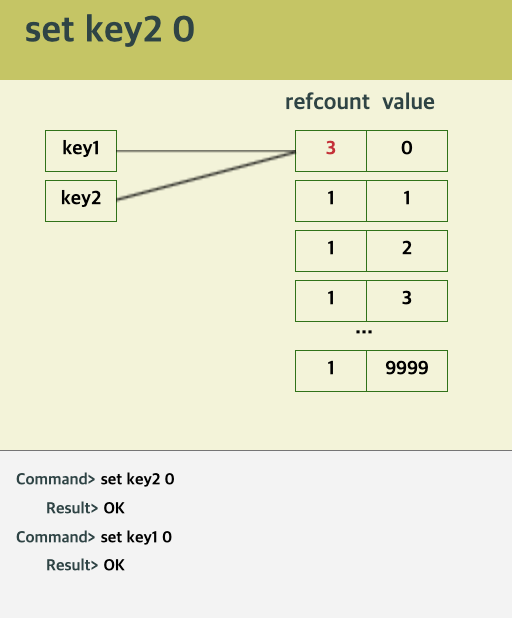 set key2 0
refcount value
key1 3 0
key2 1 1
1 2
1 3
...
1 9999
Command> set key2 0
Result> OK
Command> set key1 0
Result> OK